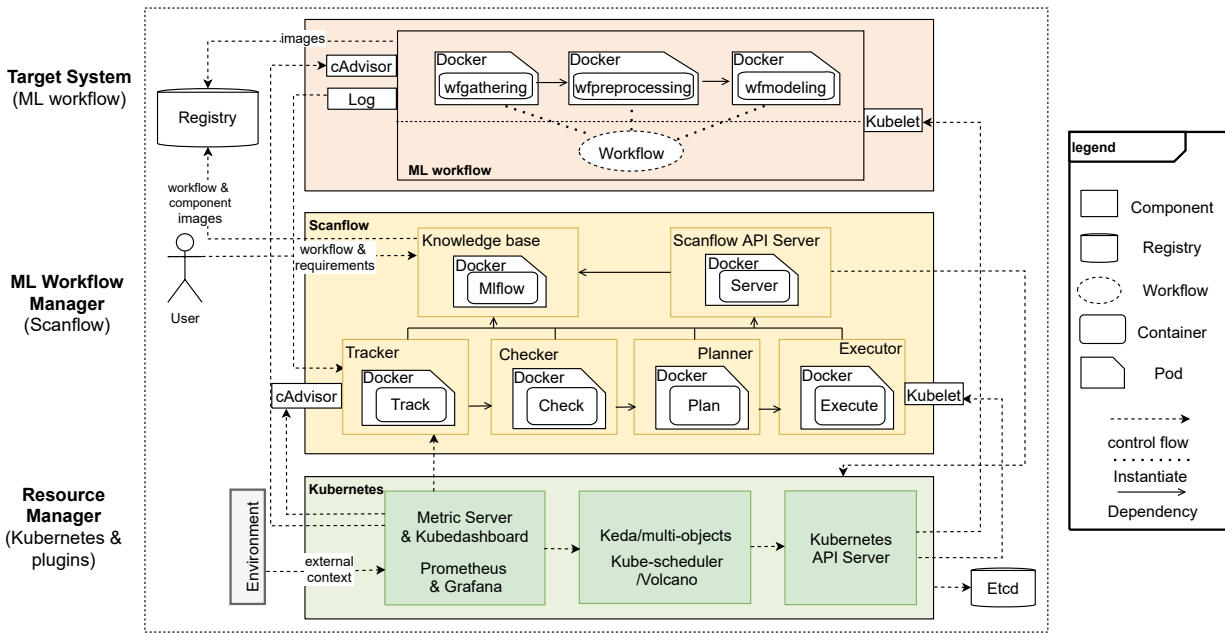 Target System
(ML workflow)
images
Registry
workflow &
component
images
cAdvisor
Log
Docker
wfgathering
Docker
wfpreprocessing
Docker
wfmodeling
Kubelet
Workflow
ML workflow
ML Workflow
Manager
(Scanflow)
User
Scanflow
workflow &
requirements
Knowledge base
Docker
Mlflow
Scanflow API Server
Docker
Server
Tracker
Docker
Track
Checker
Docker
Check
Planner
Docker
Plan
Executor
Docker
Execute
cAdvisor
Kubelet
Resource
Manager
(Kubernetes &
plugins)
Environment
external
context
Kubernetes
Metric Server
& Kubedashboard
Prometheus
& Grafana
Keda/multi-objects
Kube-scheduler
/Volcano
Kubernetes
API Server
Etcd
legend
Component
Registry
Workflow
Container
Pod
control flow
Instantiate
Dependency